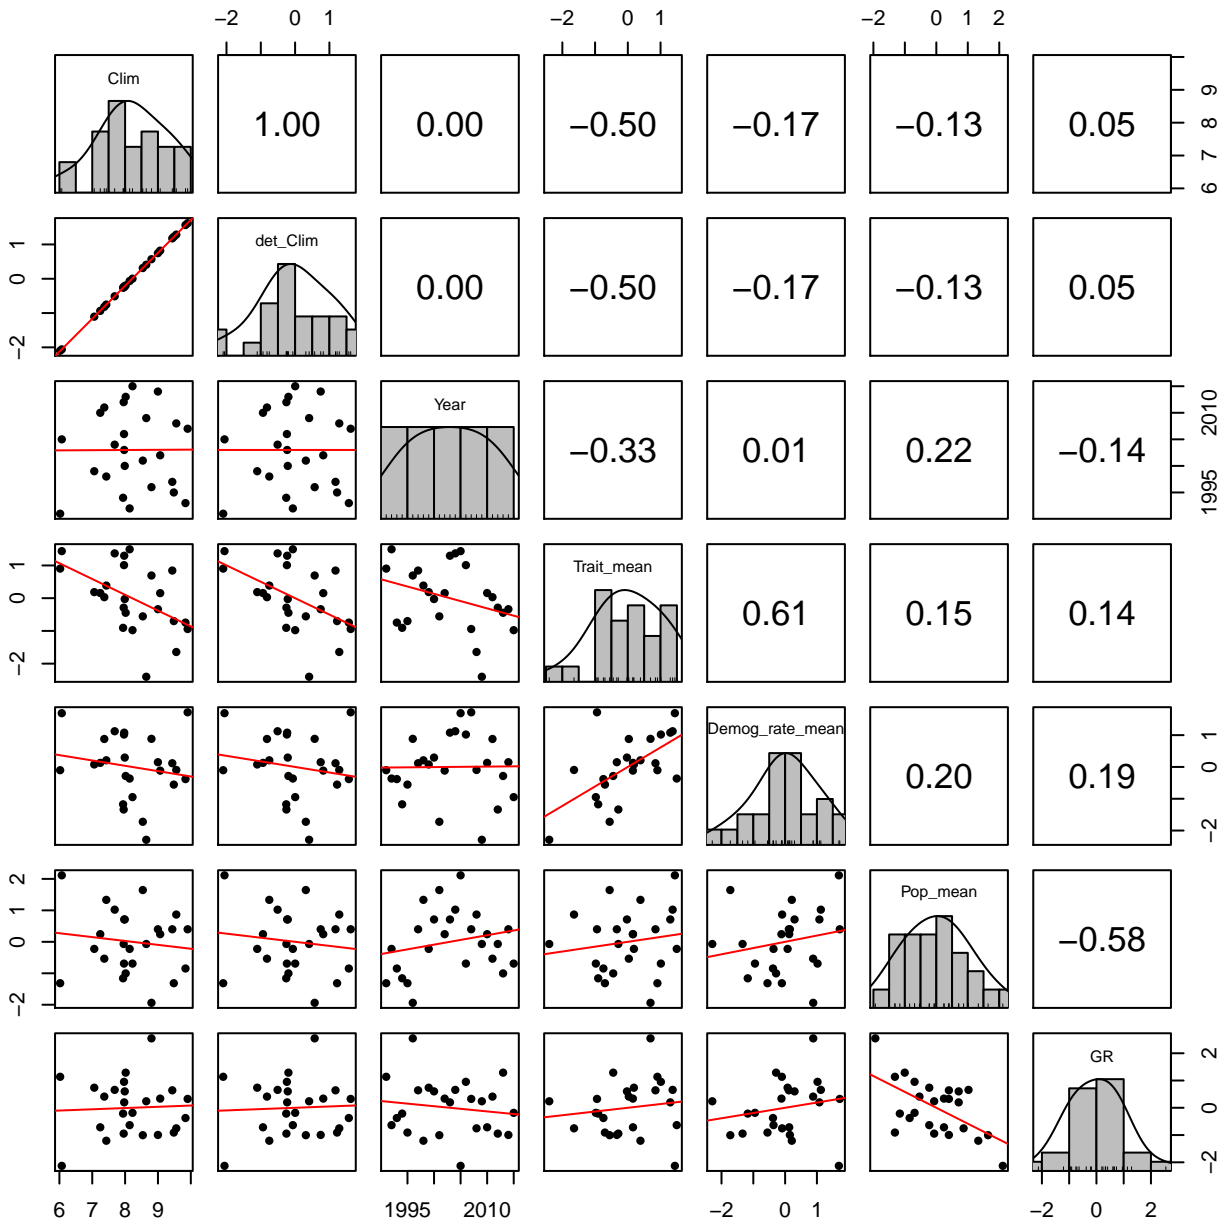 −2 0 1 −2 0 1 −2 0 1 2
Clim 1.00 0.00 −0.50 −0.17 −0.13 0.05 6 7 8 9
−2 0 1 det_Clim 0.00 −0.50 −0.17 −0.13 0.05
Year −0.33 0.01 0.22 −0.14 1995 2010
−2 0 1 Trait_mean 0.61 0.15 0.14
Demog_rate_mean 0.20 0.19 −2 0 1
−2 0 1 2 Pop_mean −0.58
GR −2 0 2
6 7 8 9 1995 2010 −2 0 1 −2 0 2